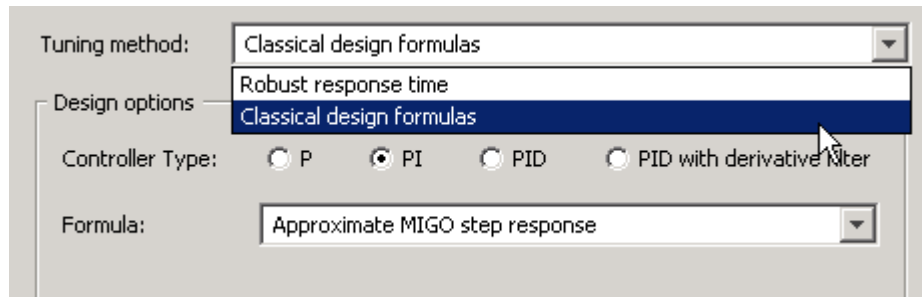 Tuning method: Classical design formulas
Robust response time
Design options
Classical design formulas
Controller Type: P PI PID PID with derivative filter
Formula: Approximate MIGO step response